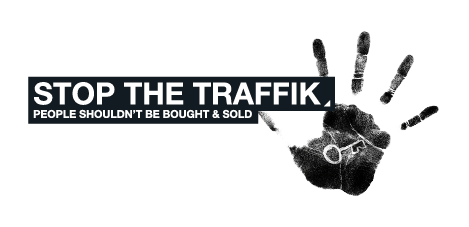 STOP THE TRAFFIK
PEOPLE SHOULDN'T BE BOUGHT & SOLD